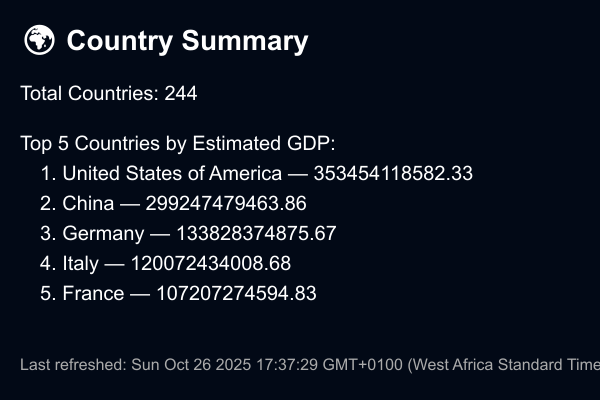 Country Summary
Total Countries: 244
Top 5 Countries by Estimated GDP:
1. United States of America — 353454118582.33
2. China — 299247479463.86
3. Germany — 133828374875.67
4. Italy — 120072434008.68
5. France — 107207274594.83
Last refreshed: Sun Oct 26 2025 17:37:29 GMT+0100 (West Africa Standard Time